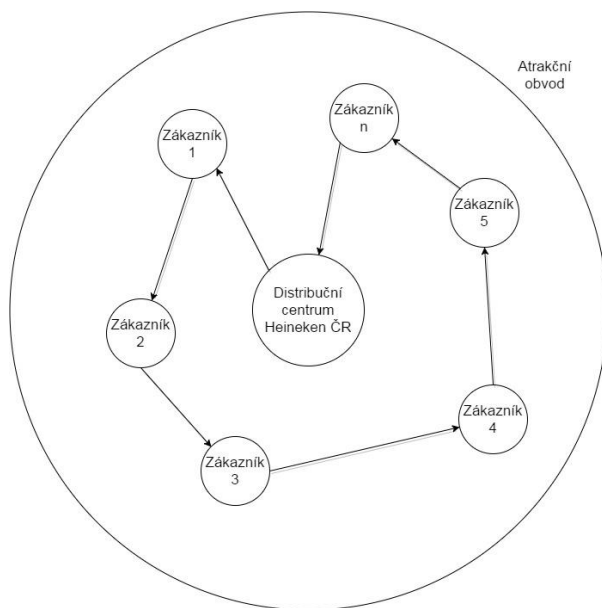 Atrakční
obvod
Zákazník
n
Zákazník
1
Zákazník
5
Distribuční
centrum
Heineken ČR
Zákazník
2
Zákazník
4
Zákazník
3